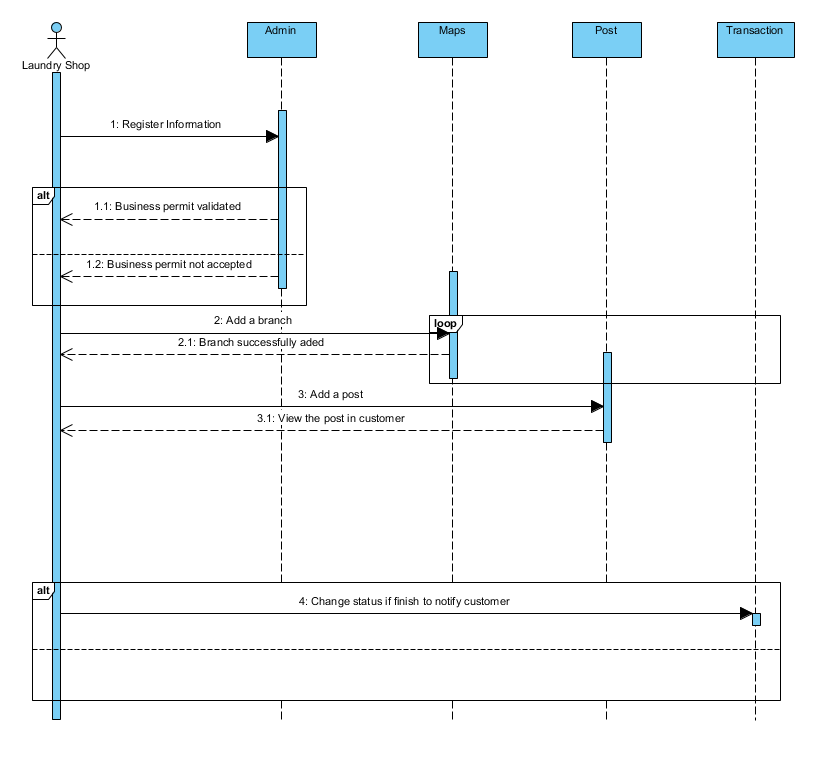 Admin
Maps
Post
Transaction
Laundry Shop
1: Register Information
alt
1.1: Business permit validated
1.2: Business permit not accepted
2: Add a branch
loop
2.1: Branch successfully aded
3: Add a post
3.1: View the post in customer
alt
4: Change status if finish to notify customer